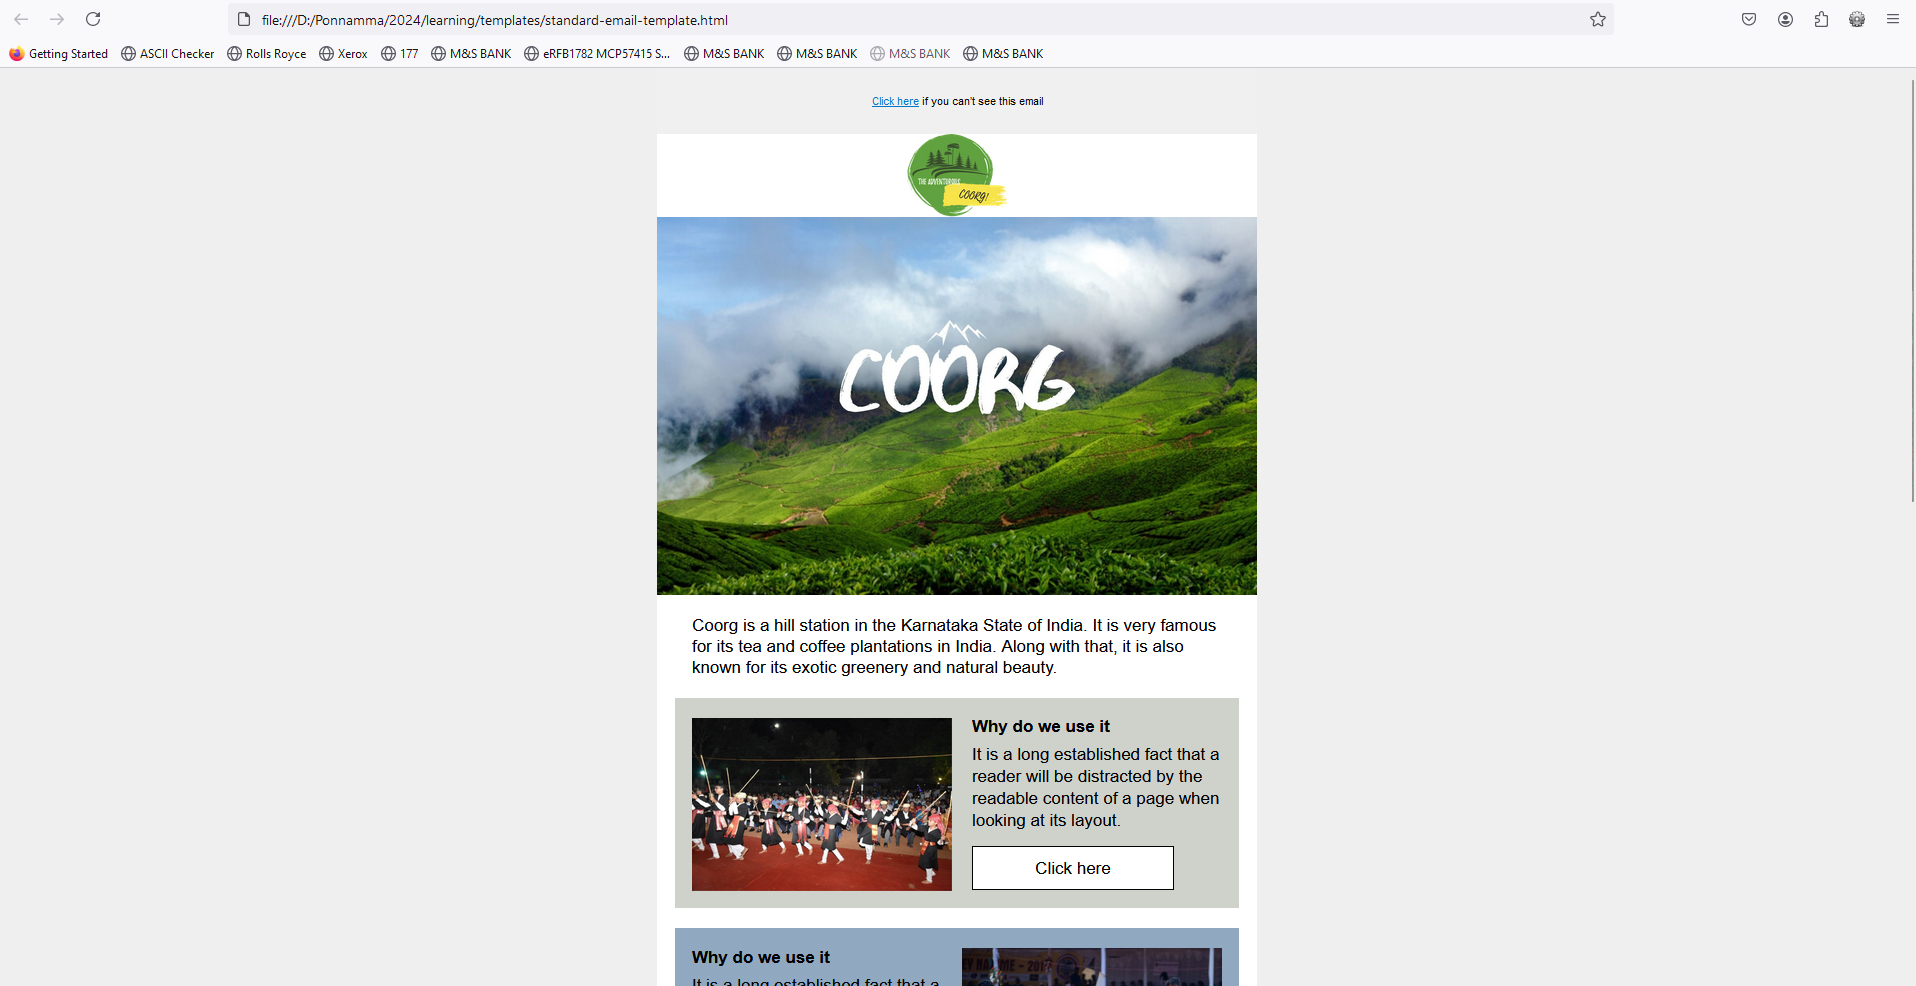 file:///D:/Ponnamma/2024/learning/templates/standard-email-template.html
Getting Started ASCII Checker Rolls Royce Xerox 177 M&S BANK eRFB1782 MCP57415 S... M&S BANK M&S BANK M&S BANK M&S BANK
Click here if you can't see this email
THE ADVENTUROUS
COORG!
COORG
Coorg is a hill station in the Karnataka State of India. It is very famous
for its tea and coffee plantations in India. Along with that, it is also
known for its exotic greenery and natural beauty.
Why do we use it
It is a long established fact that a
reader will be distracted by the
readable content of a page when
looking at its layout.
Click here
Why do we use it
It is a long established fact that a